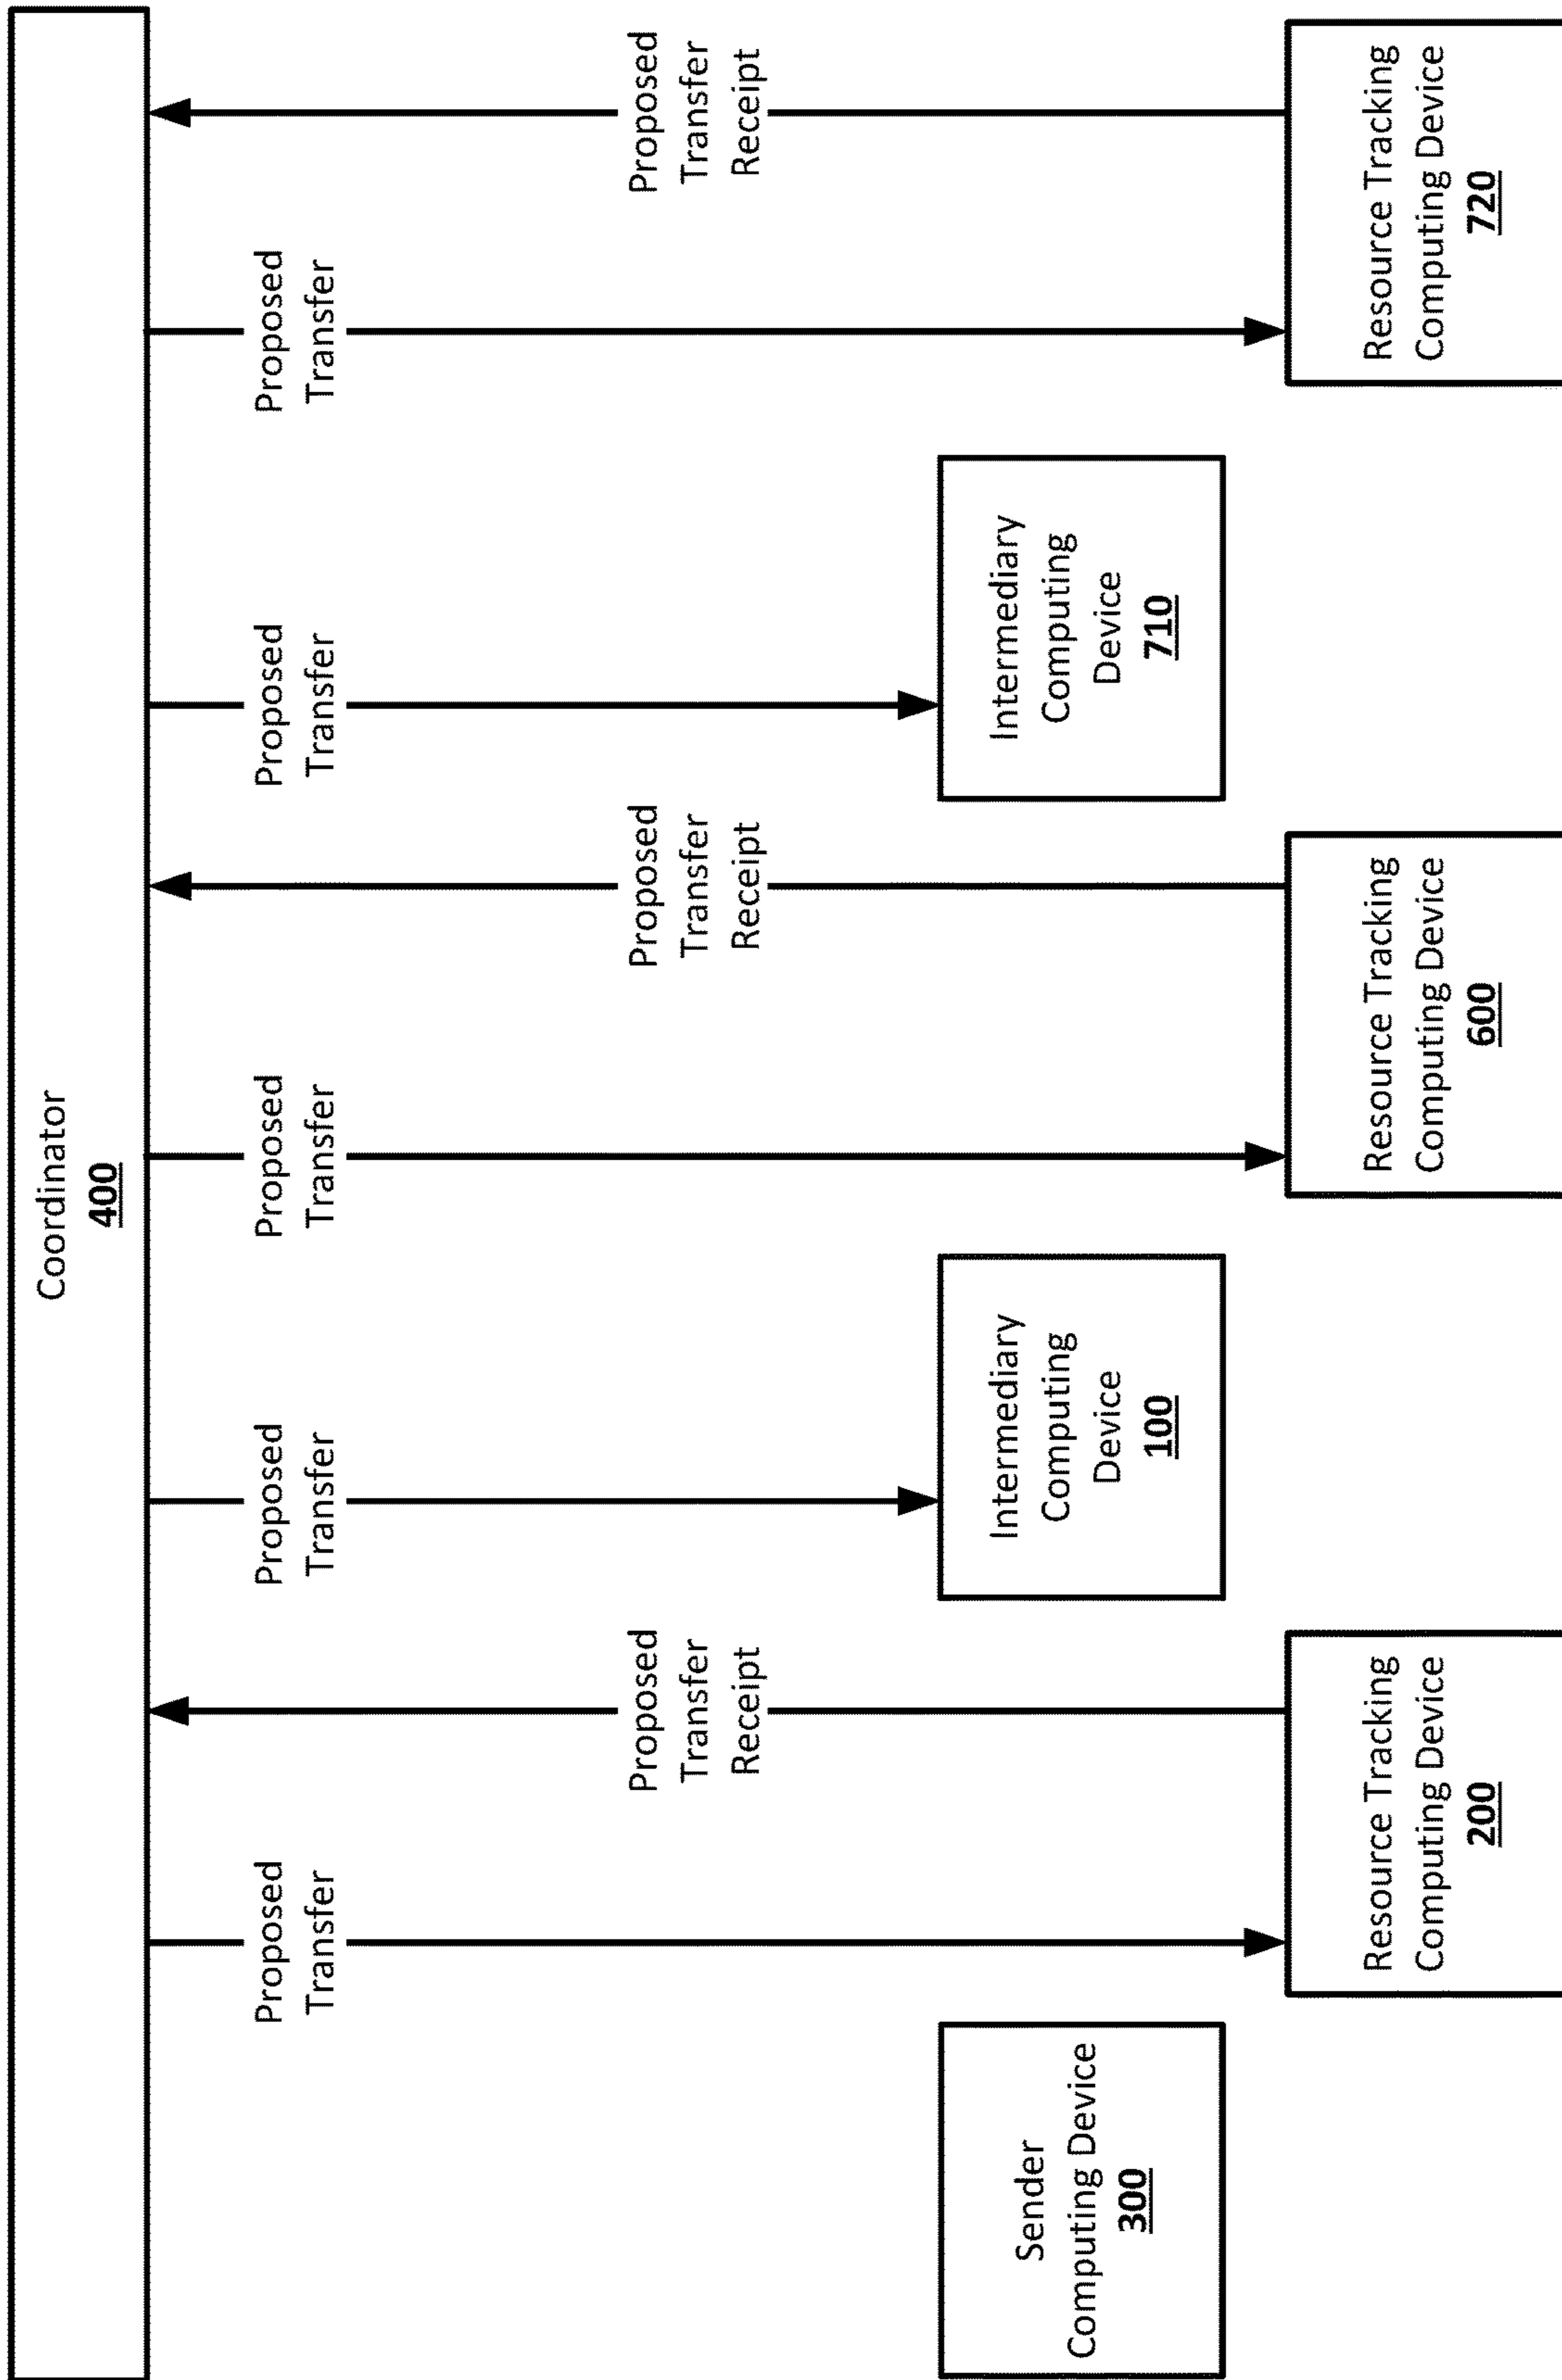 Coordinator
400
Proposed
Transfer
Proposed
Transfer
Proposed
Transfer
Proposed
Transfer
Proposed
Transfer
Proposed
Transfer
Receipt
Proposed
Transfer
Receipt
Proposed
Transfer
Receipt
Sender
Computing Device
300
Intermediary
Computing
Device
100
Intermediary
Computing
Device
710
Resource Tracking
Computing Device
200
Resource Tracking
Computing Device
600
Resource Tracking
Computing Device
720